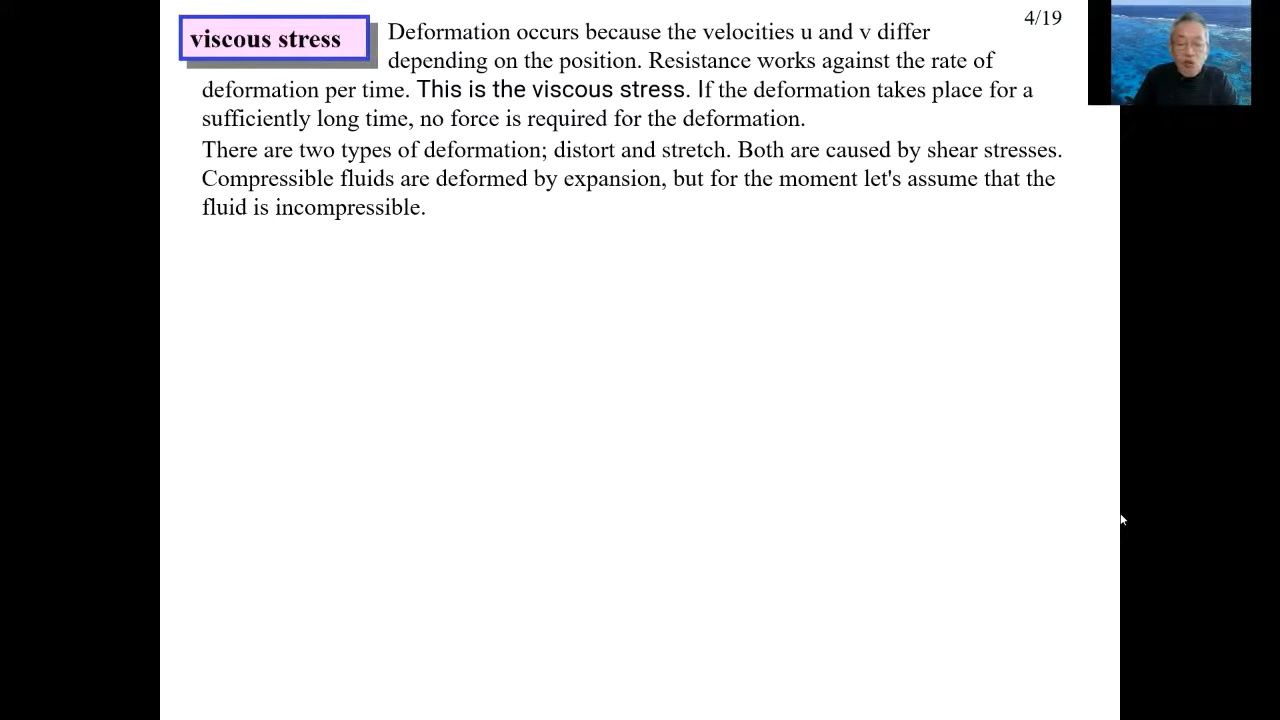 viscous stress
4/19
Deformation occurs because the velocities u and v differ
depending on the position. Resistance works against the rate of
deformation per time. This is the viscous stress. If the deformation takes place for a
sufficiently long time, no force is required for the deformation.
There are two types of deformation; distort and stretch. Both are caused by shear stresses.
Compressible fluids are deformed by expansion, but for the moment let's assume that the
fluid is incompressible.